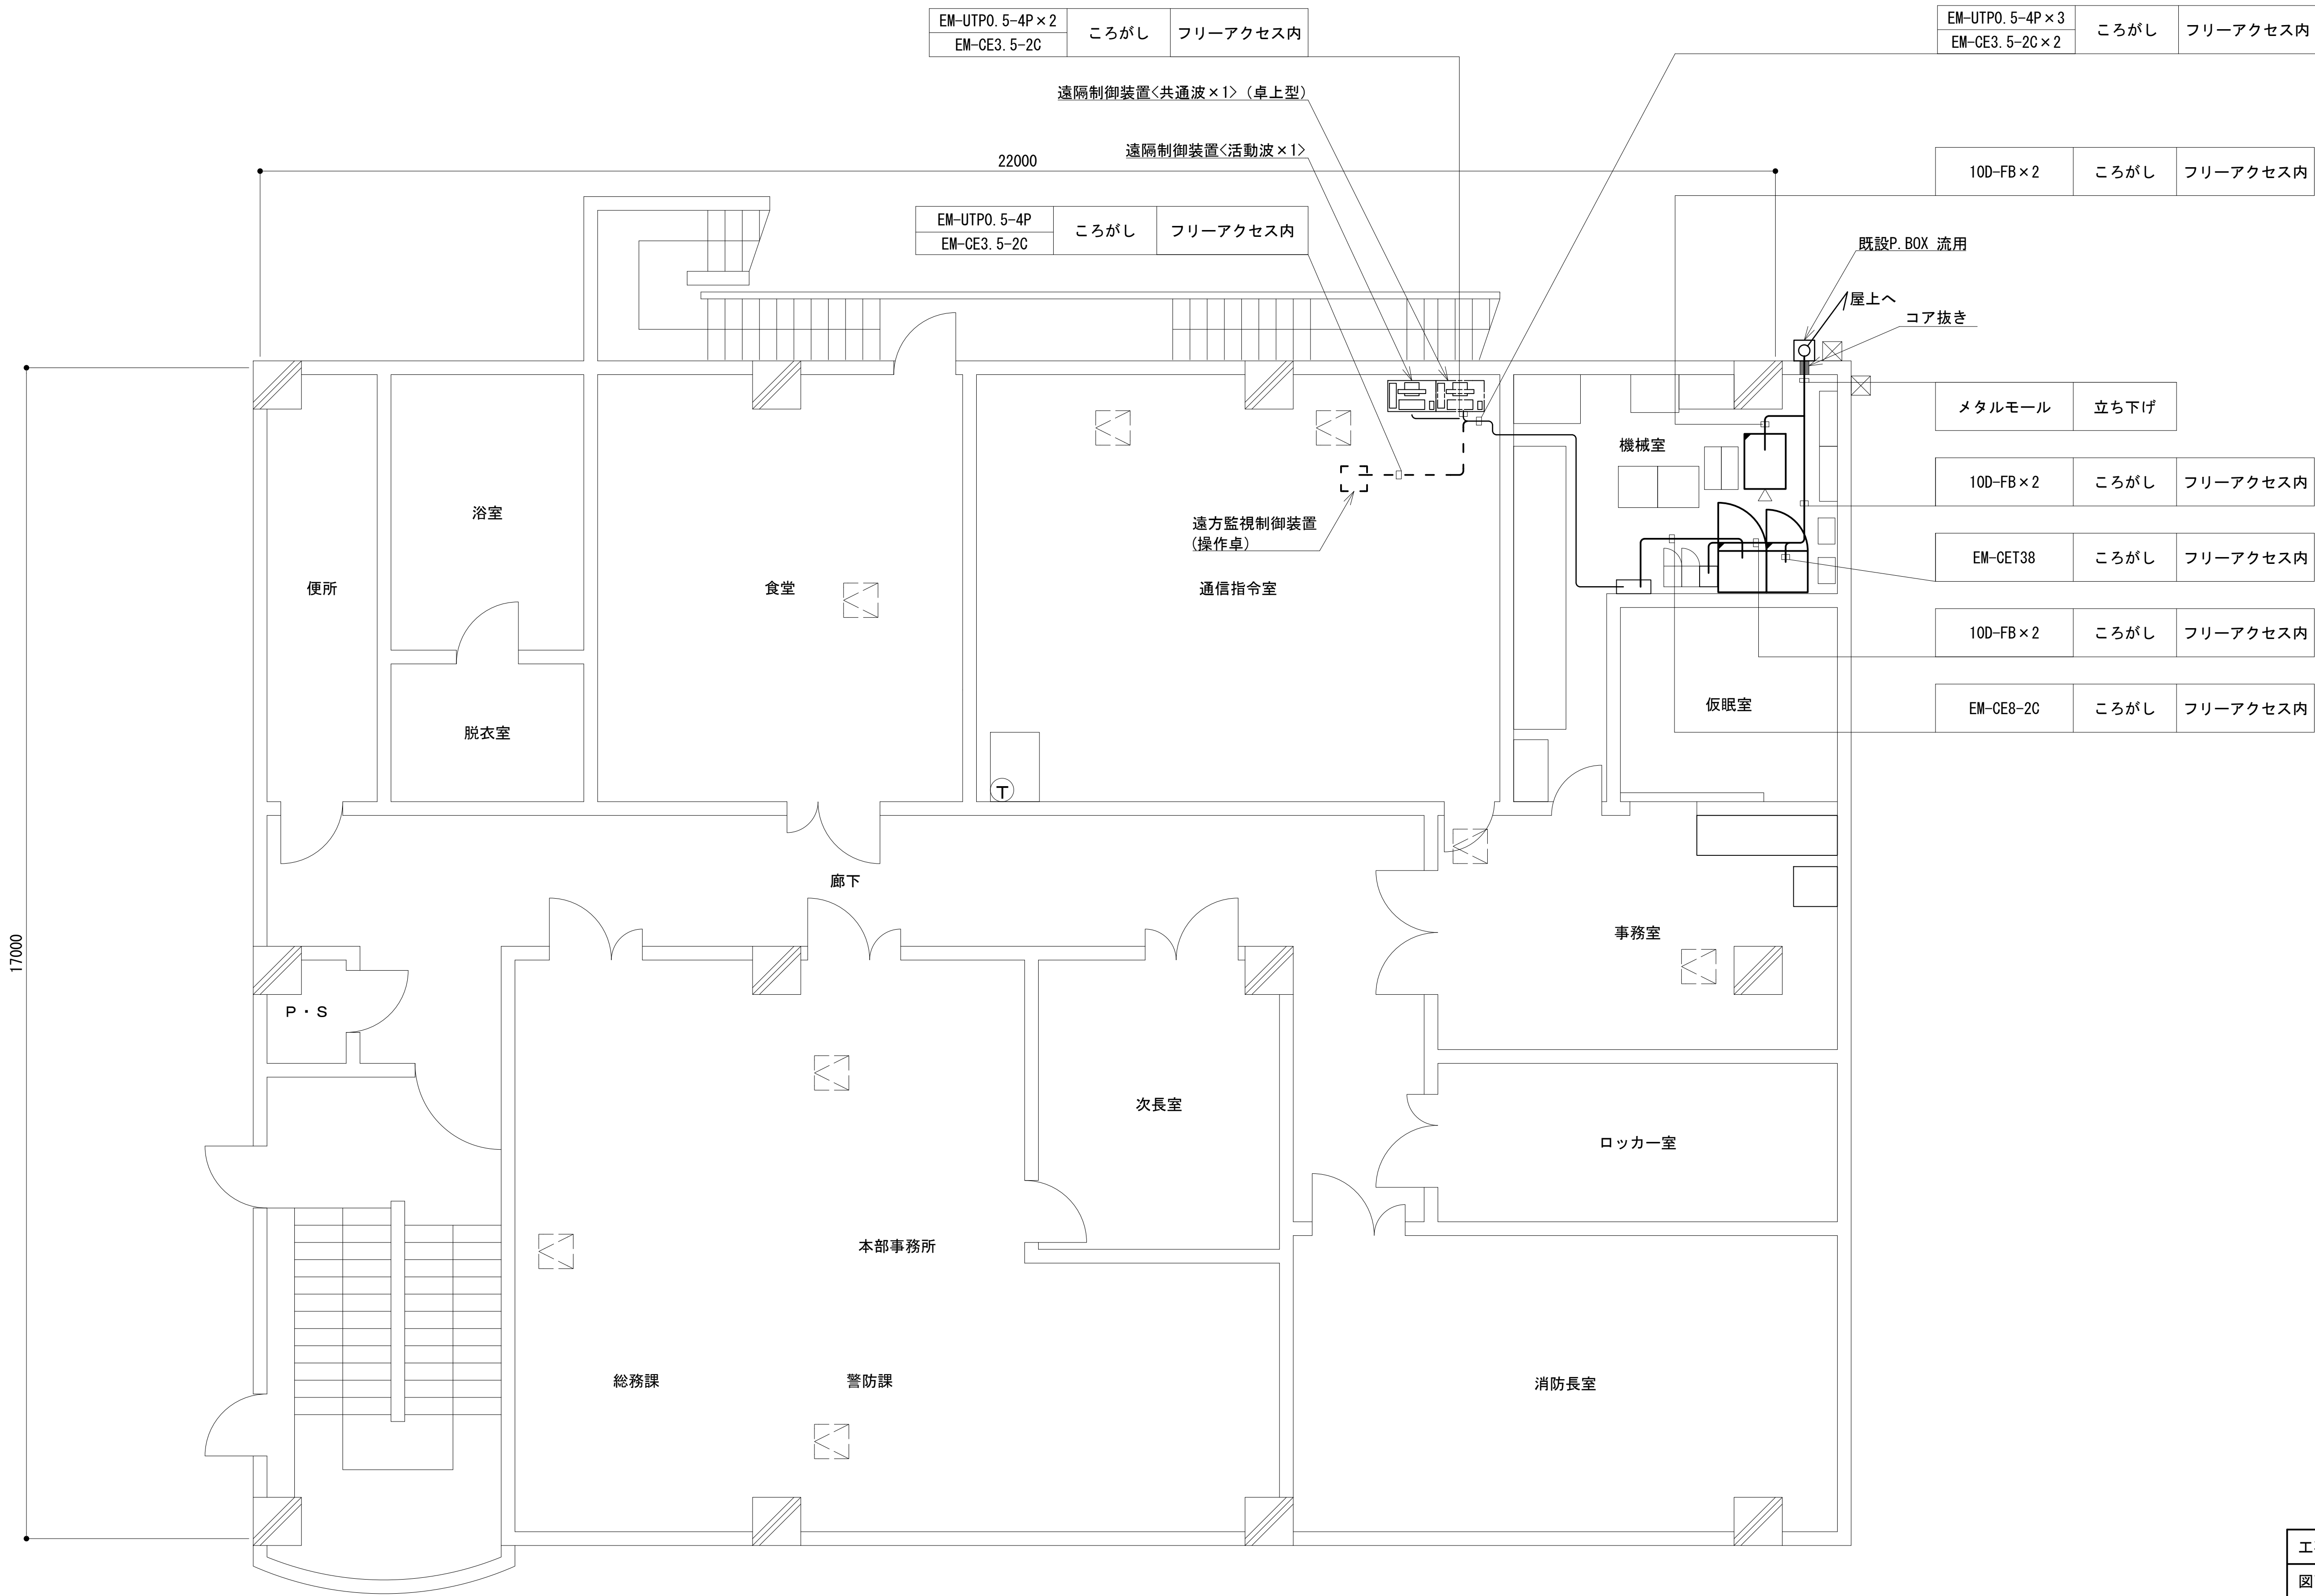 EM-UTP0.5-4P×2
EM-CE3.5-2C
ころがし
フリーアクセス内
EM-UTP0.5-4P×3
EM-CE3.5-2C×2
ころがし
フリーアクセス内
遠隔制御装置<共通波×1>(卓上型)
遠隔制御装置<活動波×1>
22000
EM-UTP0.5-4P
EM-CE3.5-2C
ころがし
フリーアクセス内
10D-FB×2
ころがし
フリーアクセス内
既設P.BOX 流用
屋上へ
コア抜き
メタルモール
立ち下げ
10D-FB×2
ころがし
フリーアクセス内
EM-CET38
ころがし
フリーアクセス内
10D-FB×2
ころがし
フリーアクセス内
EM-CE8-2C
ころがし
フリーアクセス内
機械室
浴室
遠方監視制御装置
(操作卓)
便所
食堂
通信指令室
仮眠室
脱衣室
T
廊下
事務室
17000
P・S
次長室
ロッカー室
本部事務所
総務課
警防課
消防長室
図